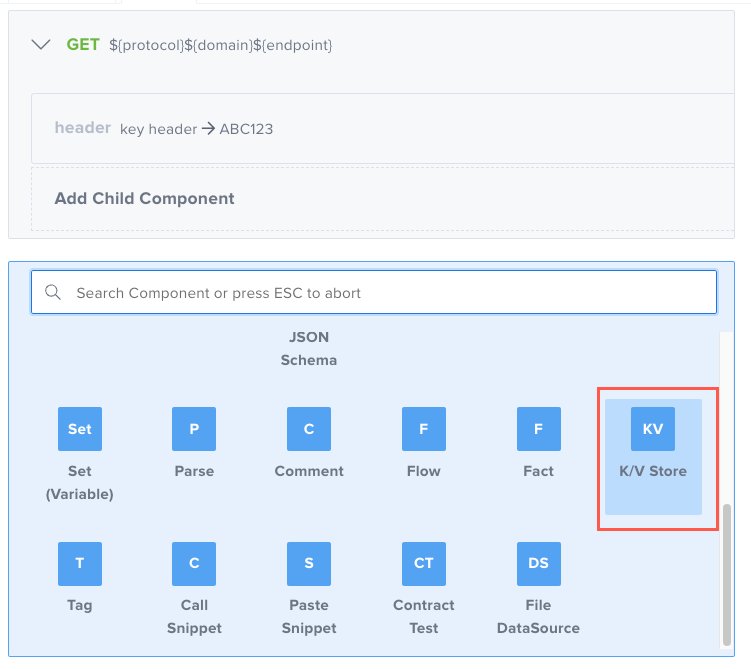 GET ${protocol}${domain}${endpoint}
header key header → ABC123
Add Child Component
Search Component or press ESC to abort
JSON
Schema
Set P C F F KV
Set Parse Comment Flow Fact K/V Store
(Variable)
T C S CT DS
Tag Call Paste Contract File
Snippet Snippet Test DataSource